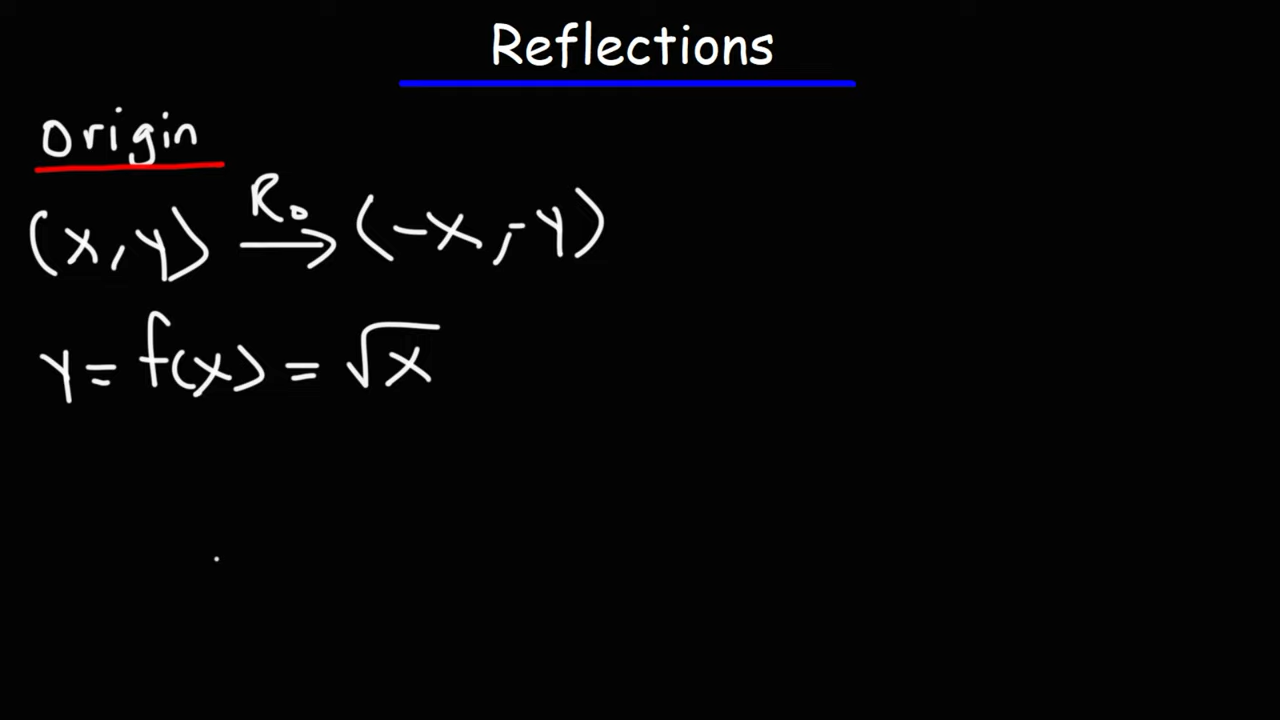 Reflections
Origin
(x,y) R₀→ (-x,-y)
y = f(x) = √x